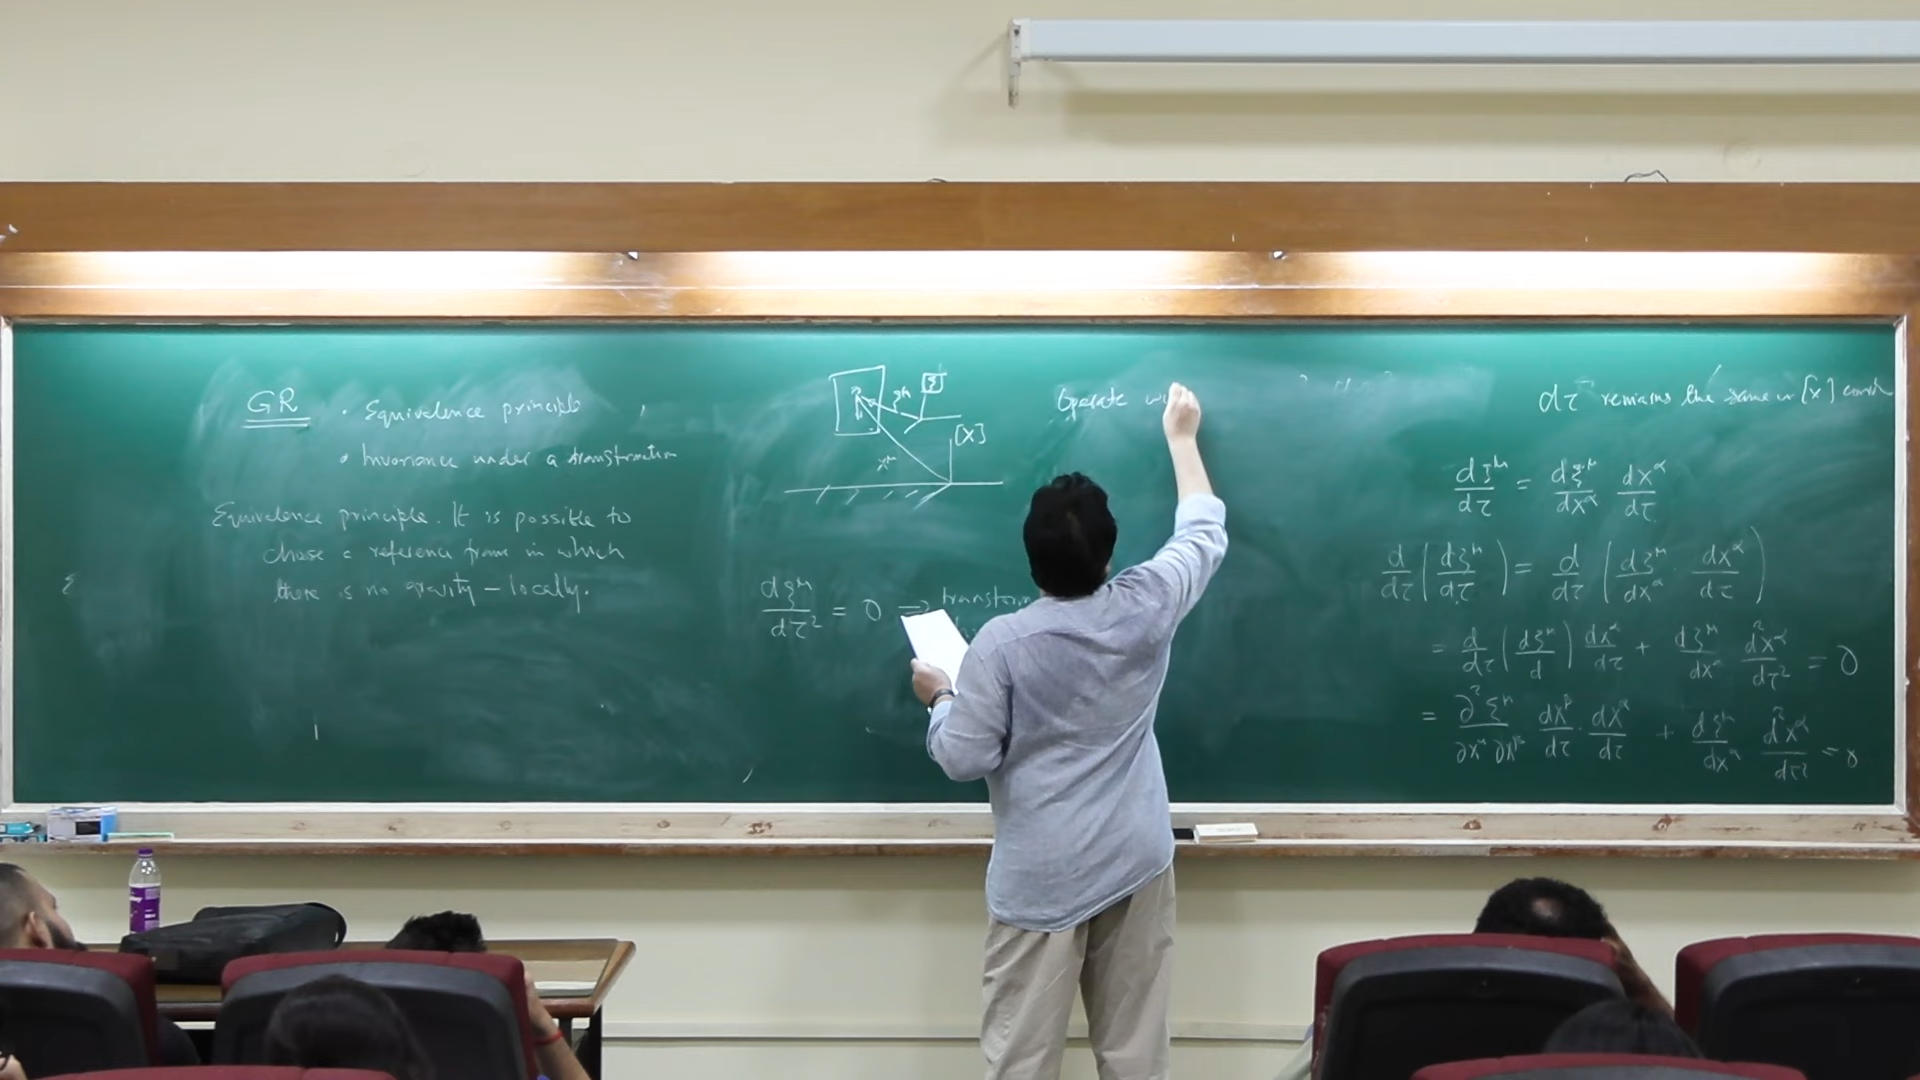 GR
• Equivalence principle
• Invariance under a
Equivalence principle. It is possible to
choose a reference frame in which
there is no gravity – locally.
ξ
[X]
x^μ
dξ^μ/dτ² = 0 ⇒ transform
Operate
dτ remains the same in [X]
dξ^μ/dτ = dξ^μ/dx^α dx^α/dτ
d/dτ (dξ^μ/dτ) = d/dτ (dξ^μ/dx^α · dx^α/dτ)
= d/dτ (dξ^μ/d) dx^α/dτ + dξ^μ/dx^α d²x^α/dτ² = 0
= ∂²ξ^μ/∂x^α ∂x^β dx^β/dτ · dx^α/dτ + dξ^μ/dx^α d²x^α/dτ² = 0